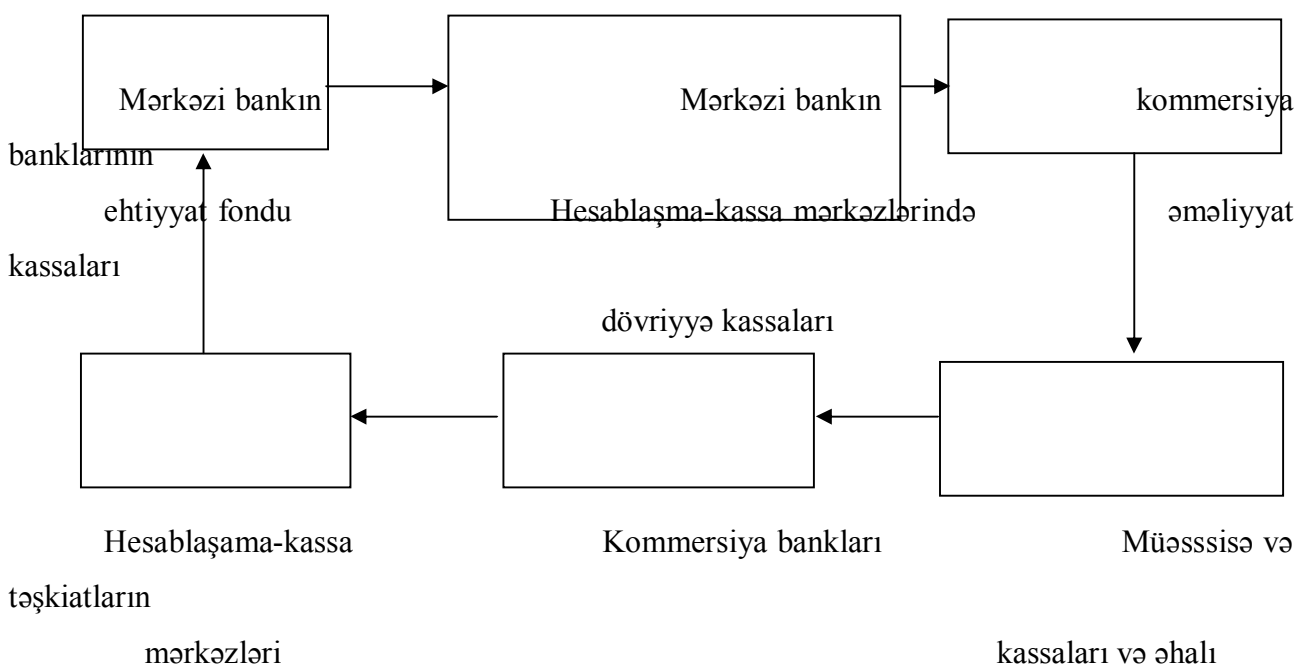 Mərkəzi bankın Mərkəzi bankın kommersiya
banklarının
ehtiyyat fondu Hesablaşma-kassa mərkəzlərində əməliyyat
kassaları
dövriyyə kassaları
Hesablaşama-kassa Kommersiya bankları Müəsssisə və
təşkiatların
mərkəzləri kassaları və əhalı